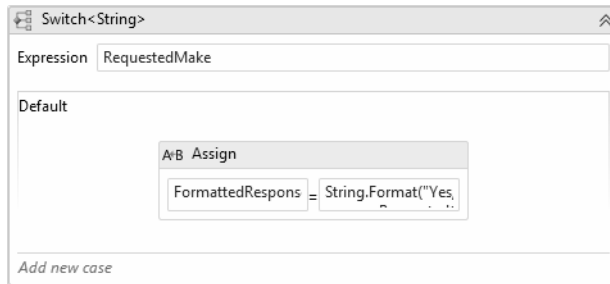 Switch<String>
Expression RequestedMake
Default
A+B Assign
FormattedRespons = String.Format("Yes,
Add new case